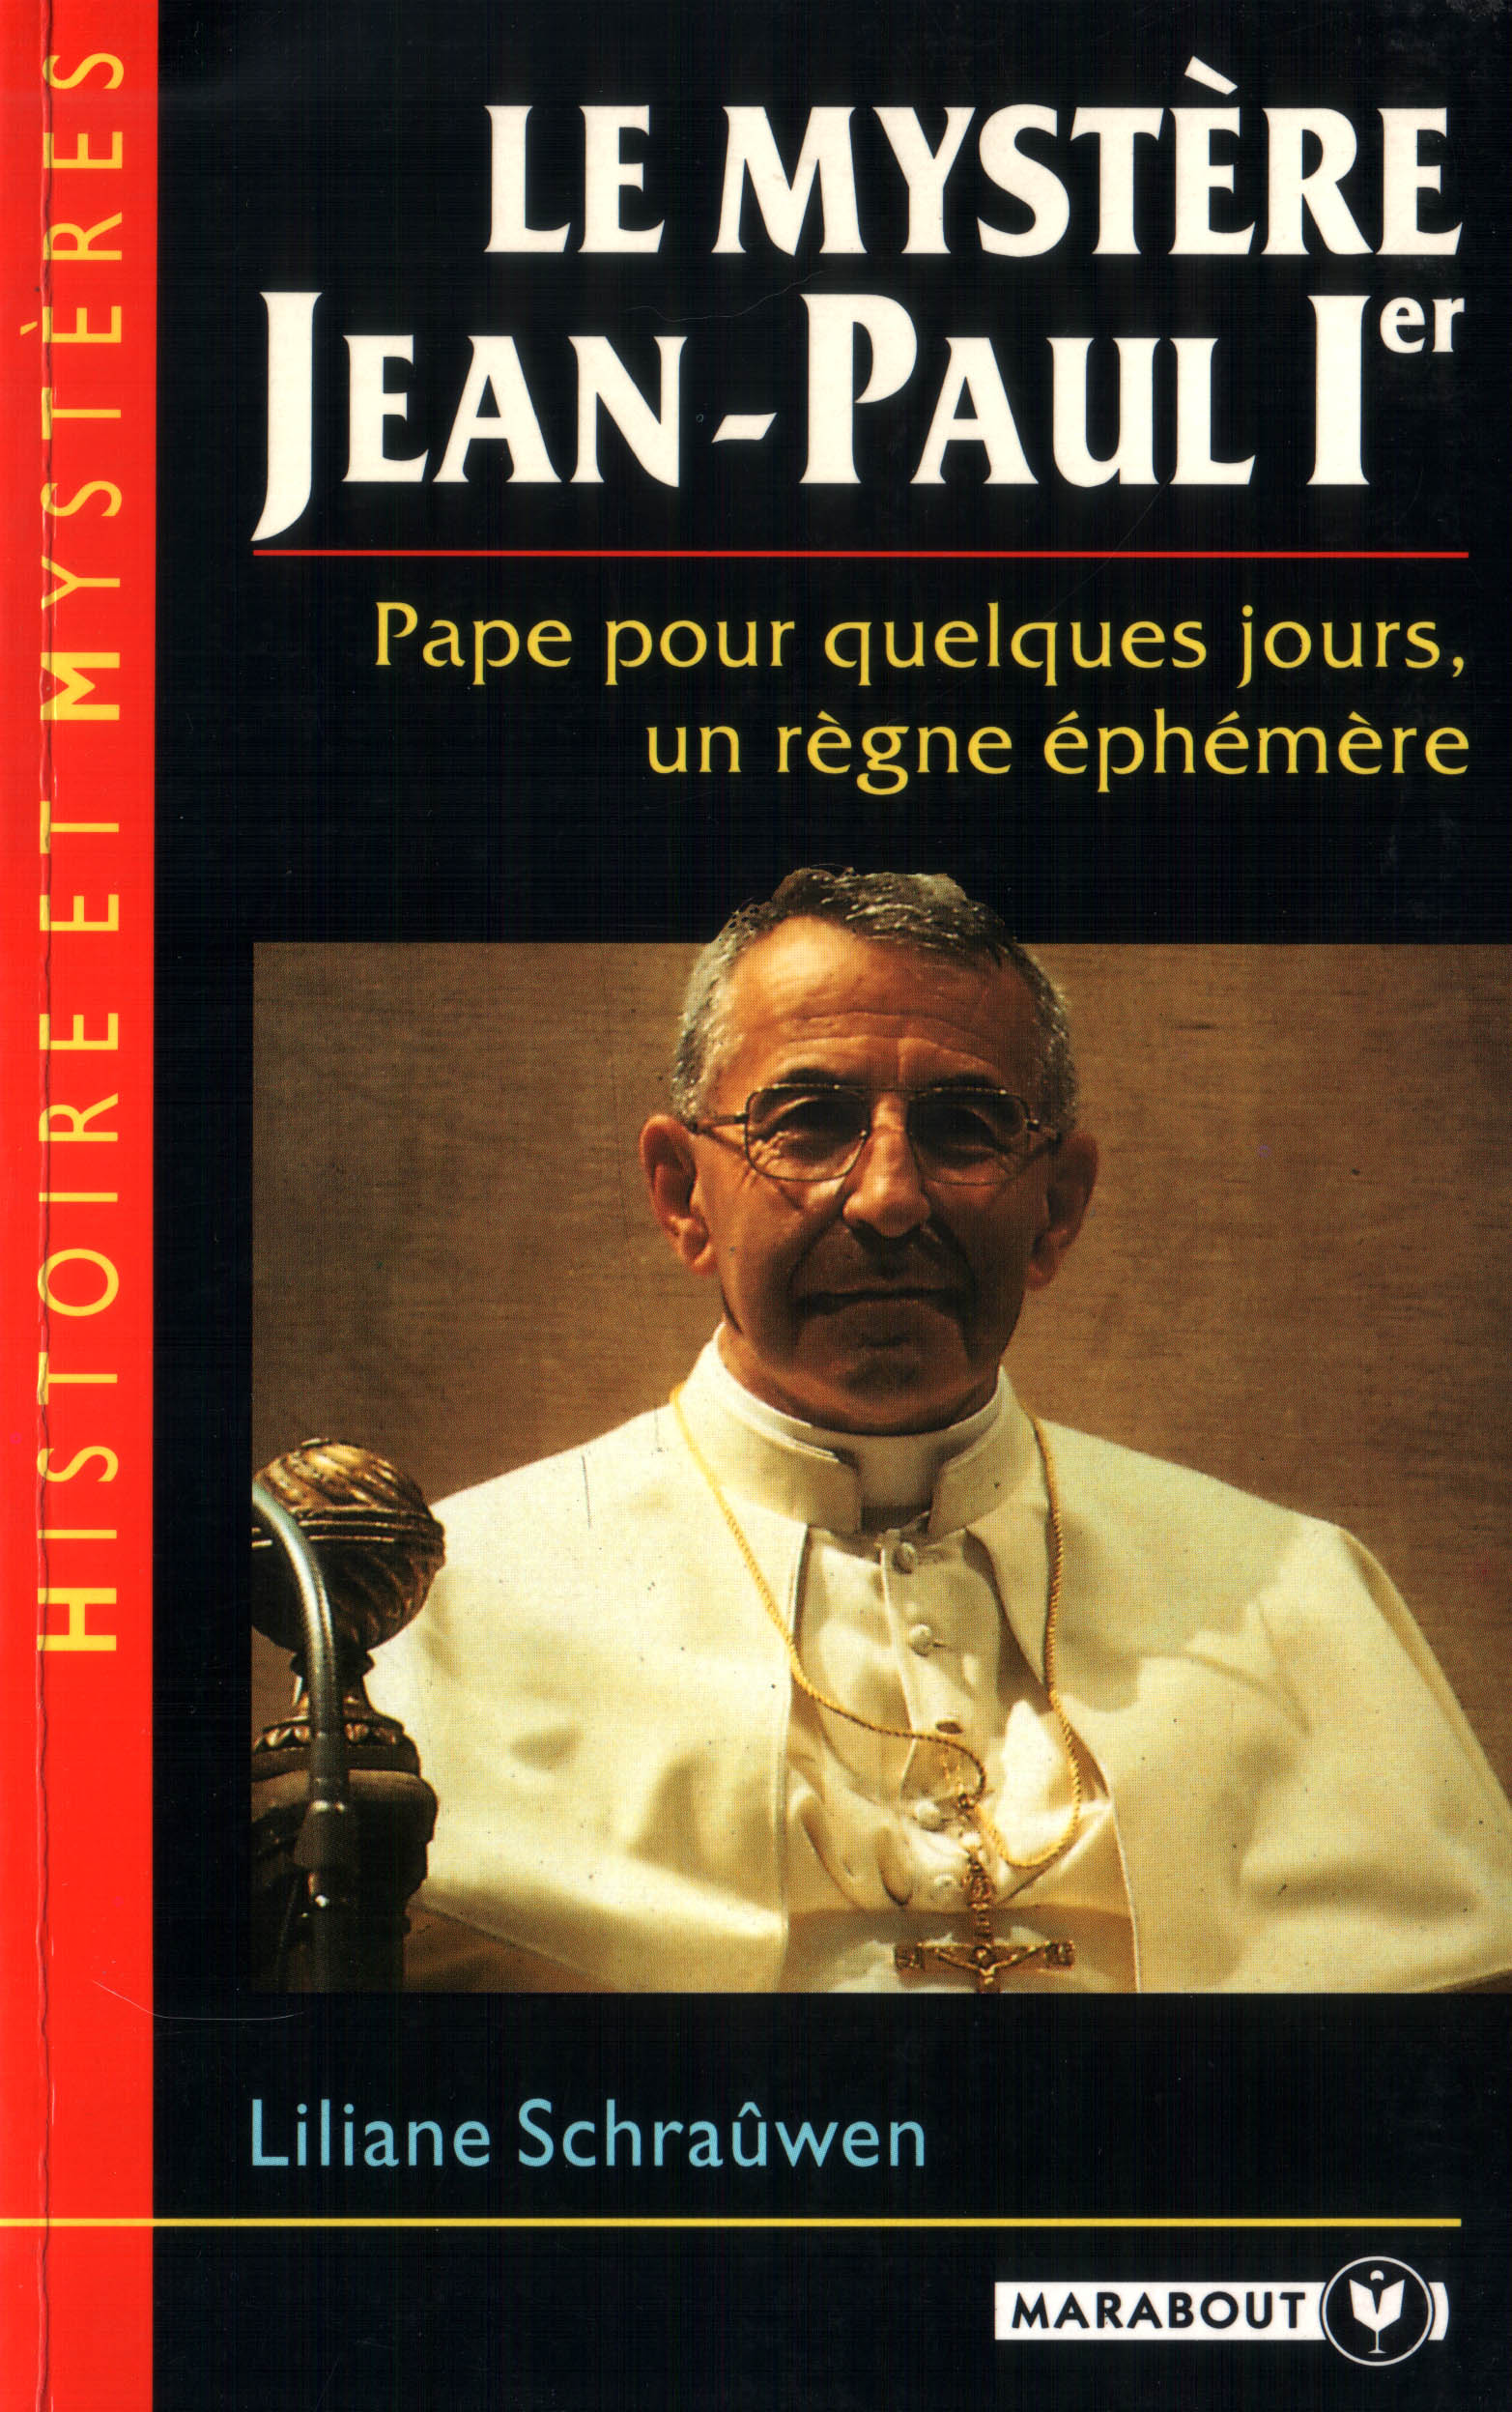 HISTOIRE ET MYSTÈRES
LE MYSTÈRE
JEAN-PAUL Ier
Pape pour quelques jours,
un règne éphémère
Liliane Schraûwen
MARABOUT